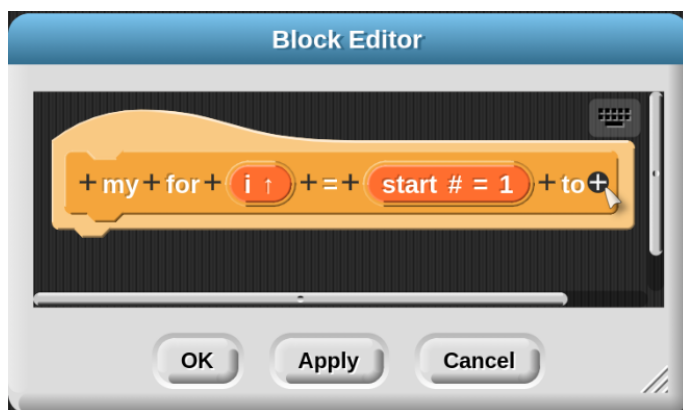 Block Editor
+ my + for + i ↑ + = + start # = 1 + to +
OK Apply Cancel